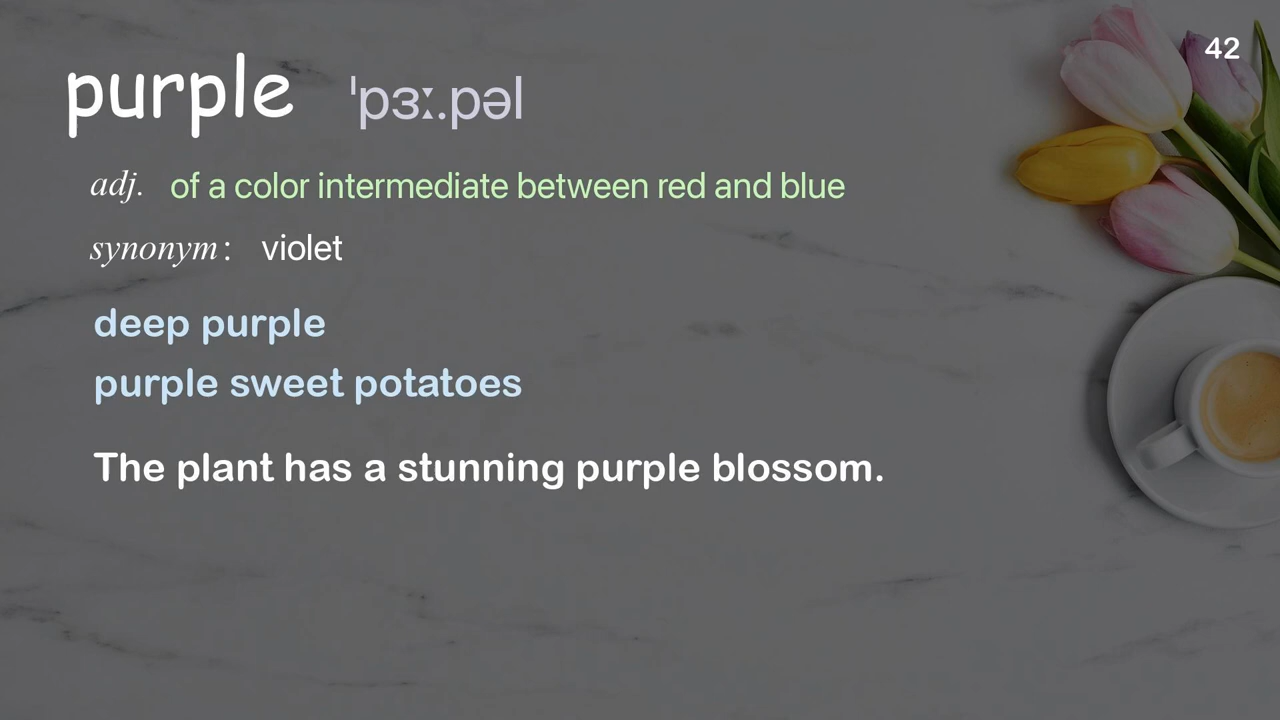 42
purple ˈpɜː.pəl
adj. of a color intermediate between red and blue
synonym: violet
deep purple
purple sweet potatoes
The plant has a stunning purple blossom.